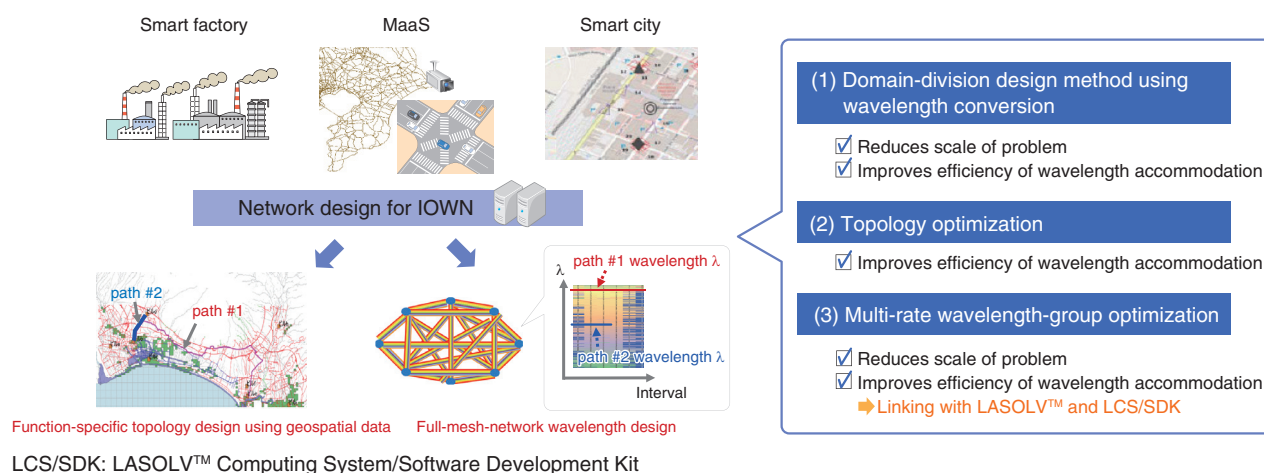 Smart factory
MaaS
Smart city
Network design for IOWN
path #2
path #1
Function-specific topology design using geospatial data
λ
path #1 wavelength λ
path #2 wavelength λ
Interval
Full-mesh-network wavelength design
(1) Domain-division design method using
wavelength conversion
Reduces scale of problem
Improves efficiency of wavelength accommodation
(2) Topology optimization
Improves efficiency of wavelength accommodation
(3) Multi-rate wavelength-group optimization
Reduces scale of problem
Improves efficiency of wavelength accommodation
Linking with LASOLV™ and LCS/SDK
LCS/SDK: LASOLV™ Computing System/Software Development Kit